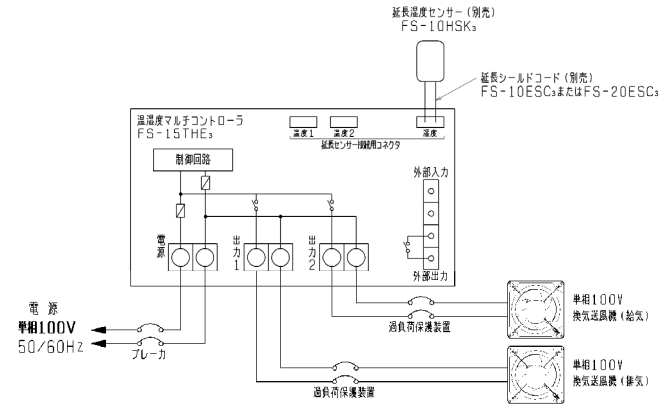 延長湿度センサー(別売)
FS-10HSK₃
延長シールドコード(別売)
FS-10ESC₃またはFS-20ESC₃
温湿度マルチコントローラ
FS-15THE₃
温度1
温度2
湿度
延長センサー接続用コネクタ
制御回路
外部入力
電源
出力1
出力2
外部出力
電源
単相100V
50/60Hz
ブレーカ
過負荷保護装置
単相100V
換気送風機(給気)
過負荷保護装置
単相100V
換気送風機(排気)